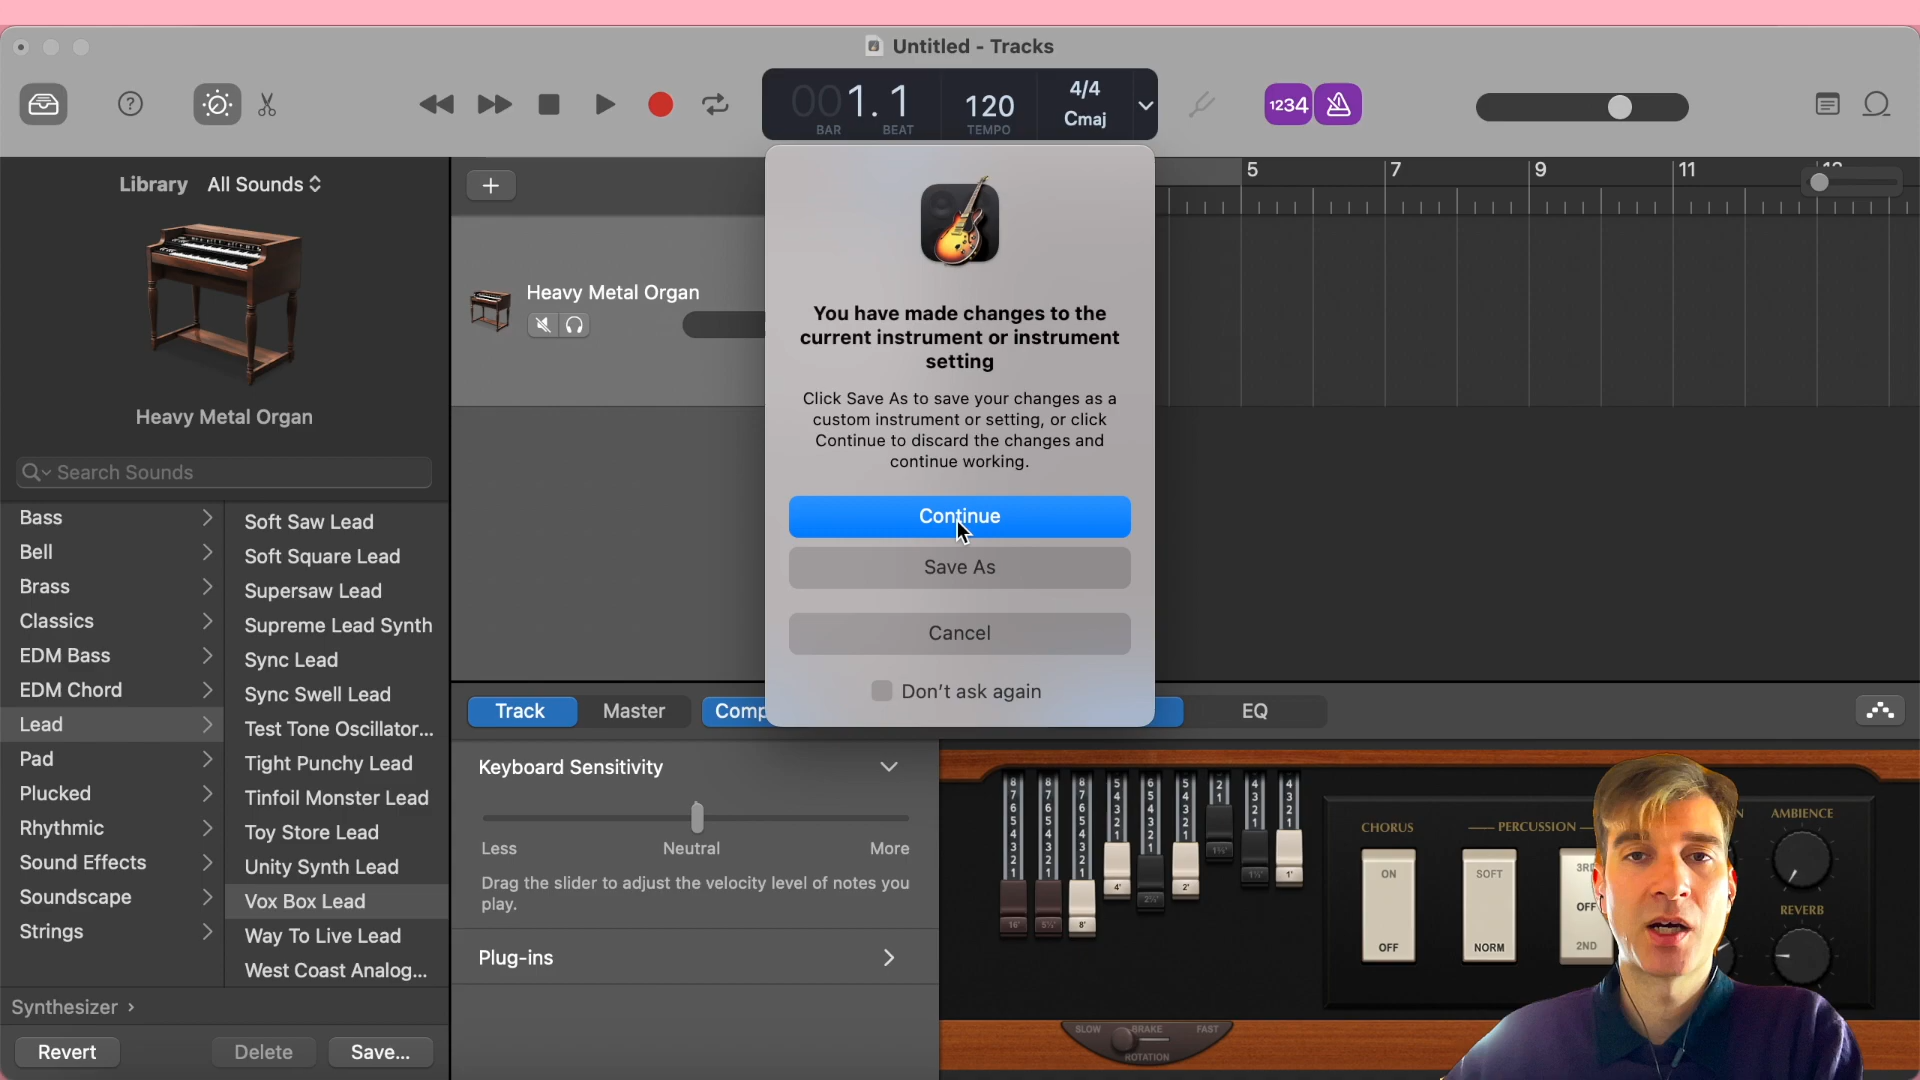 Untitled - Tracks
001. 1
BAR BEAT
120
TEMPO
4/4
Cmaj
1234
Library All Sounds
5 7 9 11
Heavy Metal Organ
Heavy Metal Organ
Search Sounds
Bass
Bell
Brass
Classics
EDM Bass
EDM Chord
Lead
Pad
Plucked
Rhythmic
Sound Effects
Soundscape
Strings
Soft Saw Lead
Soft Square Lead
Supersaw Lead
Supreme Lead Synth
Sync Lead
Sync Swell Lead
Test Tone Oscillator...
Tight Punchy Lead
Tinfoil Monster Lead
Toy Store Lead
Unity Synth Lead
Vox Box Lead
Way To Live Lead
West Coast Analog...
Synthesizer
Revert Delete Save...
You have made changes to the
current instrument or instrument
setting
Click Save As to save your changes as a
custom instrument or setting, or click
Continue to discard the changes and
continue working.
Continue
Save As
Cancel
Don't ask again
Track Master Comp EQ
Keyboard Sensitivity
Less Neutral More
Drag the slider to adjust the velocity level of notes you
play.
Plug-ins
CHORUS
ON
OFF
PERCUSSION
SOFT
NORM
3RD
OFF
2ND
AMBIENCE
REVERB
SLOW BRAKE FAST
ROTATION